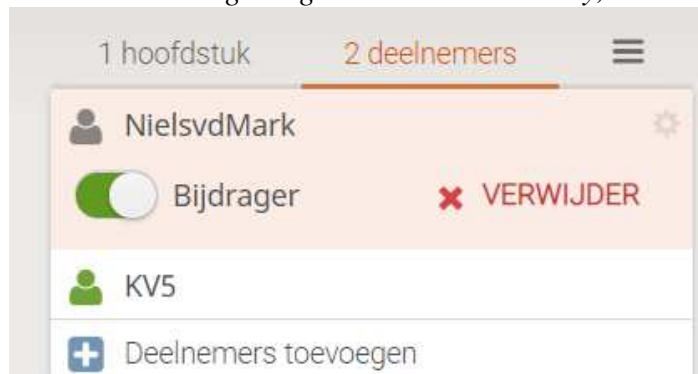 1 hoofdstuk 2 deelnemers
NielsvdMark
Bijdrager VERWIJDER
KV5
Deelnemers toevoegen